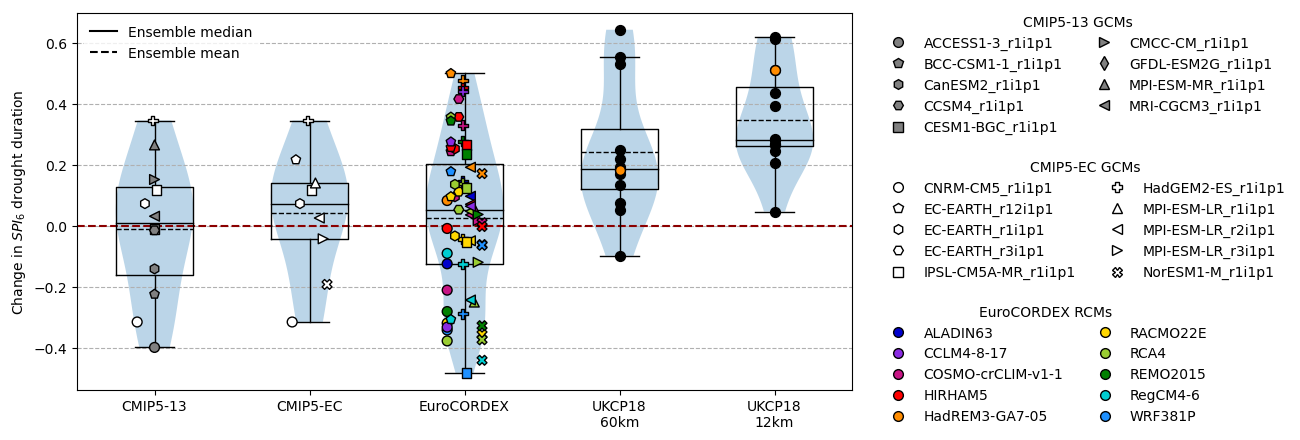 Ensemble median
Ensemble mean
Change in SPI6 drought duration
0.6
0.4
0.2
0.0
−0.2
−0.4
CMIP5-13
CMIP5-EC
EuroCORDEX
UKCP18
60km
UKCP18
12km
CMIP5-13 GCMs
ACCESS1-3_r1i1p1
BCC-CSM1-1_r1i1p1
CanESM2_r1i1p1
CCSM4_r1i1p1
CESM1-BGC_r1i1p1
CMCC-CM_r1i1p1
GFDL-ESM2G_r1i1p1
MPI-ESM-MR_r1i1p1
MRI-CGCM3_r1i1p1
CMIP5-EC GCMs
CNRM-CM5_r1i1p1
EC-EARTH_r12i1p1
EC-EARTH_r1i1p1
EC-EARTH_r3i1p1
IPSL-CM5A-MR_r1i1p1
HadGEM2-ES_r1i1p1
MPI-ESM-LR_r1i1p1
MPI-ESM-LR_r2i1p1
MPI-ESM-LR_r3i1p1
NorESM1-M_r1i1p1
EuroCORDEX RCMs
ALADIN63
CCLM4-8-17
COSMO-crCLIM-v1-1
HIRHAM5
HadREM3-GA7-05
RACMO22E
RCA4
REMO2015
RegCM4-6
WRF381P